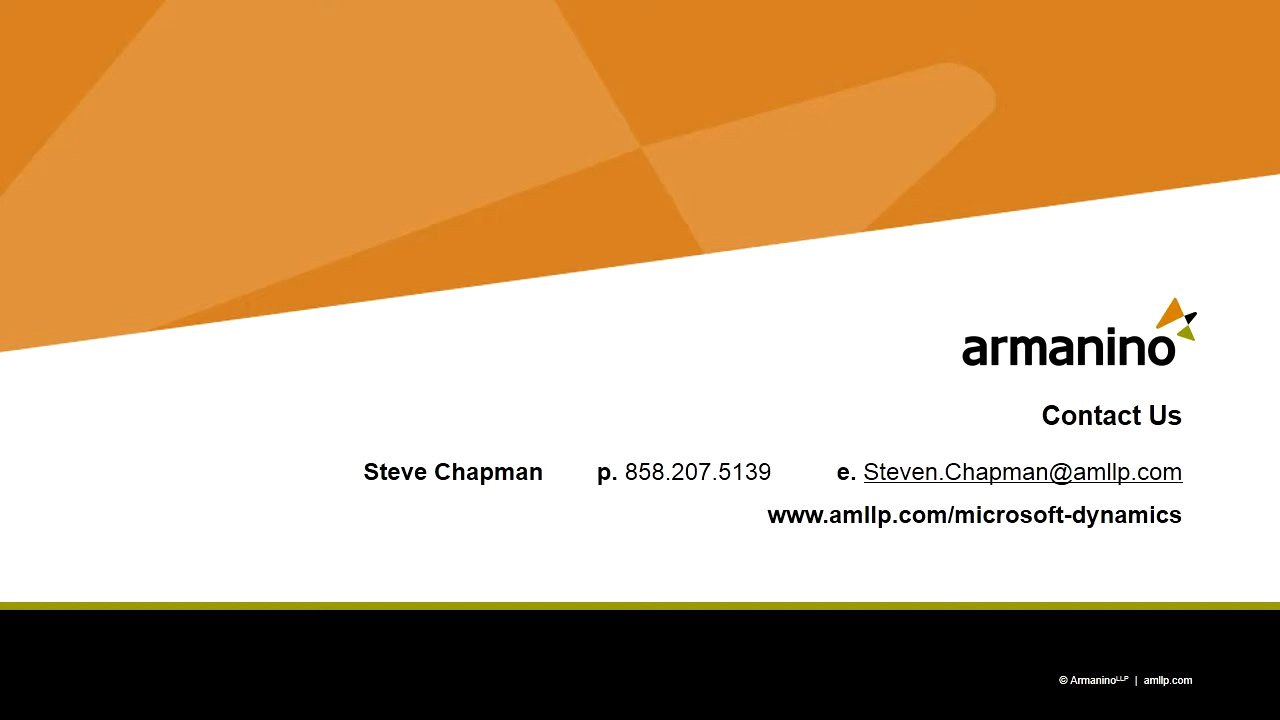 armanino
Contact Us
Steve Chapman p. 858.207.5139 e. Steven.Chapman@amllp.com
www.amllp.com/microsoft-dynamics
© ArmaninoLLP | amllp.com